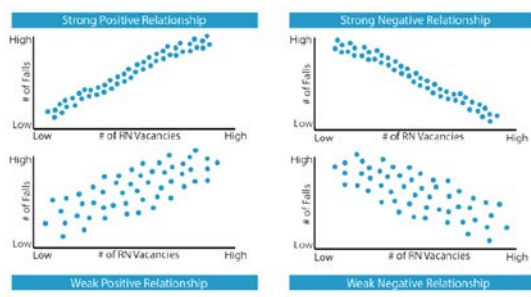 Strong Positive Relationship
High
# of Falls
Low
Low
# of RN Vacancies
High
Strong Negative Relationship
High
# of Falls
Low
Low
# of RN Vacancies
High
High
# of Falls
Low
Low
# of RN Vacancies
High
Weak Positive Relationship
High
# of Falls
Low
Low
# of RN Vacancies
High
Weak Negative Relationship